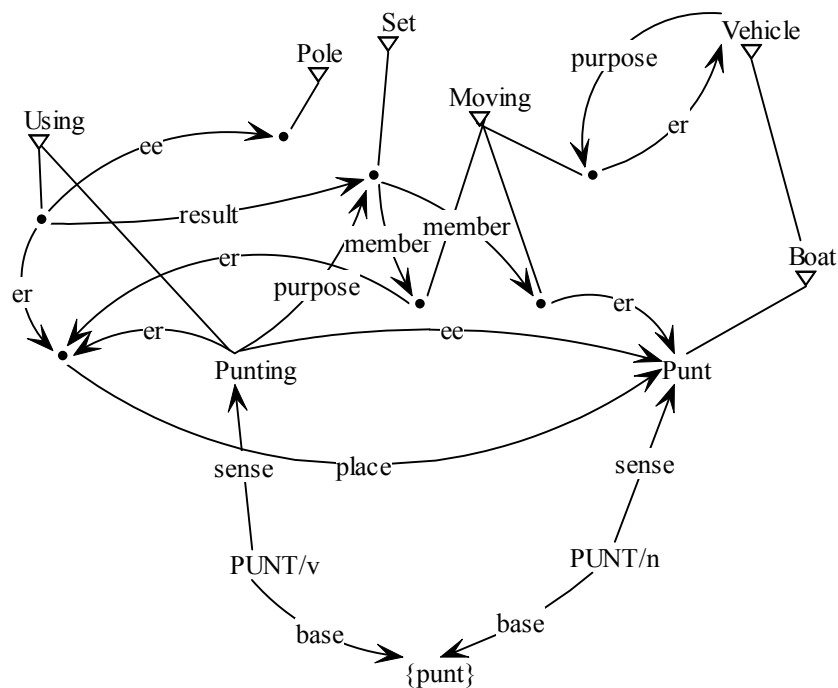 Set
Vehicle
Pole
purpose
Moving
Using
er
ee
result
member
member
er
purpose
Boat
er
er
er
ee
Punting
Punt
sense
place
sense
PUNT/v
PUNT/n
base
base
{punt}